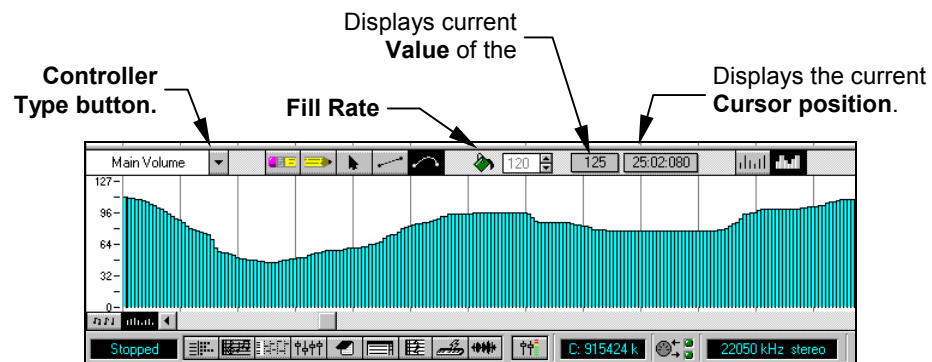 Displays current
Value of the
Controller
Type button.
Fill Rate
Displays the current
Cursor position.
Main Volume
120
125
25:02:080
127
96
64
32
0
Stopped
C: 915424 k
22050 kHz stereo